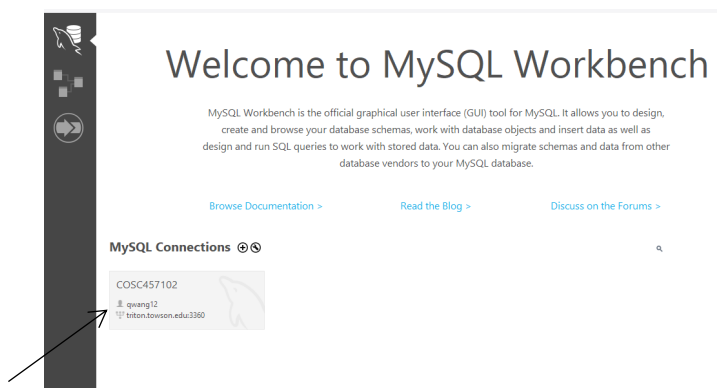 Welcome to MySQL Workbench
MySQL Workbench is the official graphical user interface (GUI) tool for MySQL. It allows you to design,
create and browse your database schemas, work with database objects and insert data as well as
design and run SQL queries to work with stored data. You can also migrate schemas and data from other
database vendors to your MySQL database.
Browse Documentation >
Read the Blog >
Discuss on the Forums >
MySQL Connections
COSC457102
qwang12
triton.towson.edu:3360